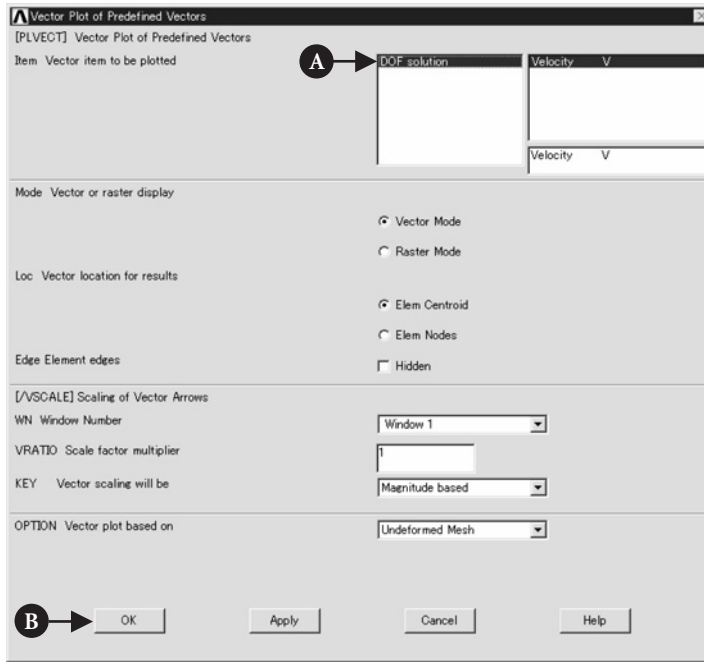 Vector Plot of Predefined Vectors
[PLVECT] Vector Plot of Predefined Vectors
Item Vector item to be plotted
A
DOF solution
Velocity V
Velocity V
Mode Vector or raster display
Vector Mode
Raster Mode
Loc Vector location for results
Elem Centroid
Elem Nodes
Edge Element edges
Hidden
[/VSCALE] Scaling of Vector Arrows
WN Window Number
Window 1
VRATIO Scale factor multiplier
1
KEY Vector scaling will be
Magnitude based
OPTION Vector plot based on
Undeformed Mesh
B
OK
Apply
Cancel
Help